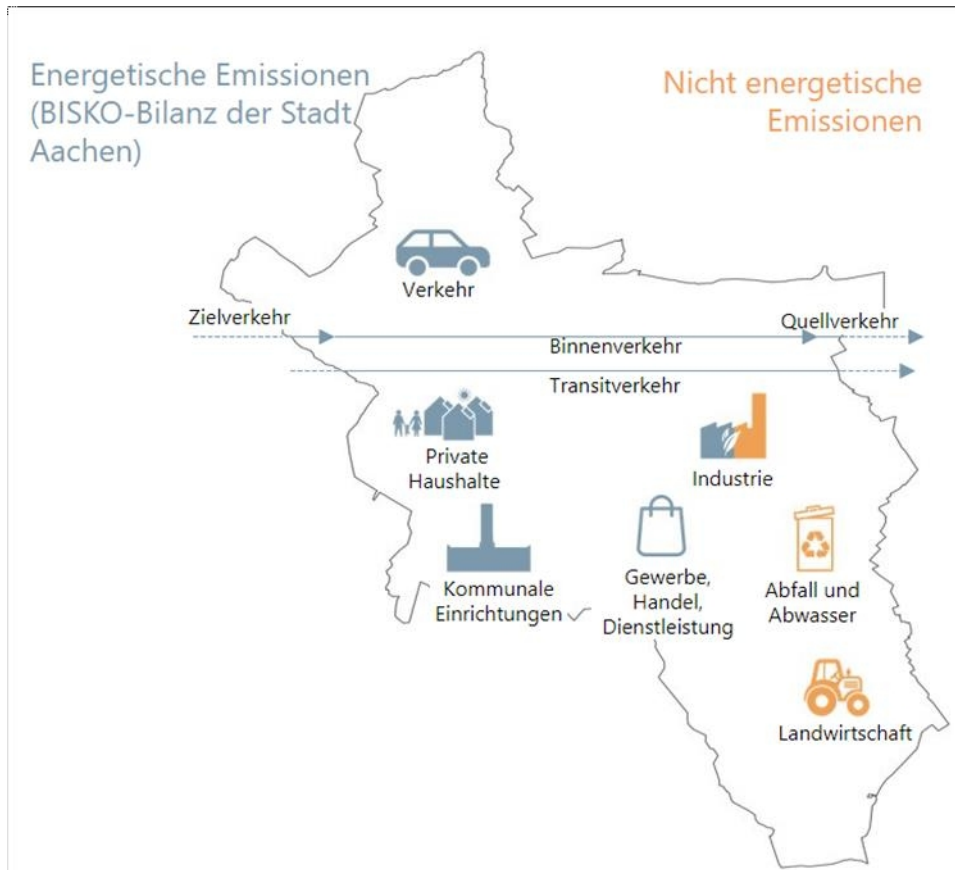 Energetische Emissionen
(BISKO-Bilanz der Stadt
Aachen)
Nicht energetische
Emissionen
Verkehr
Zielverkehr
Quellverkehr
Binnenverkehr
Transitverkehr
Private
Haushalte
Industrie
Kommunale
Einrichtungen
Gewerbe,
Handel,
Dienstleistung
Abfall und
Abwasser
Landwirtschaft